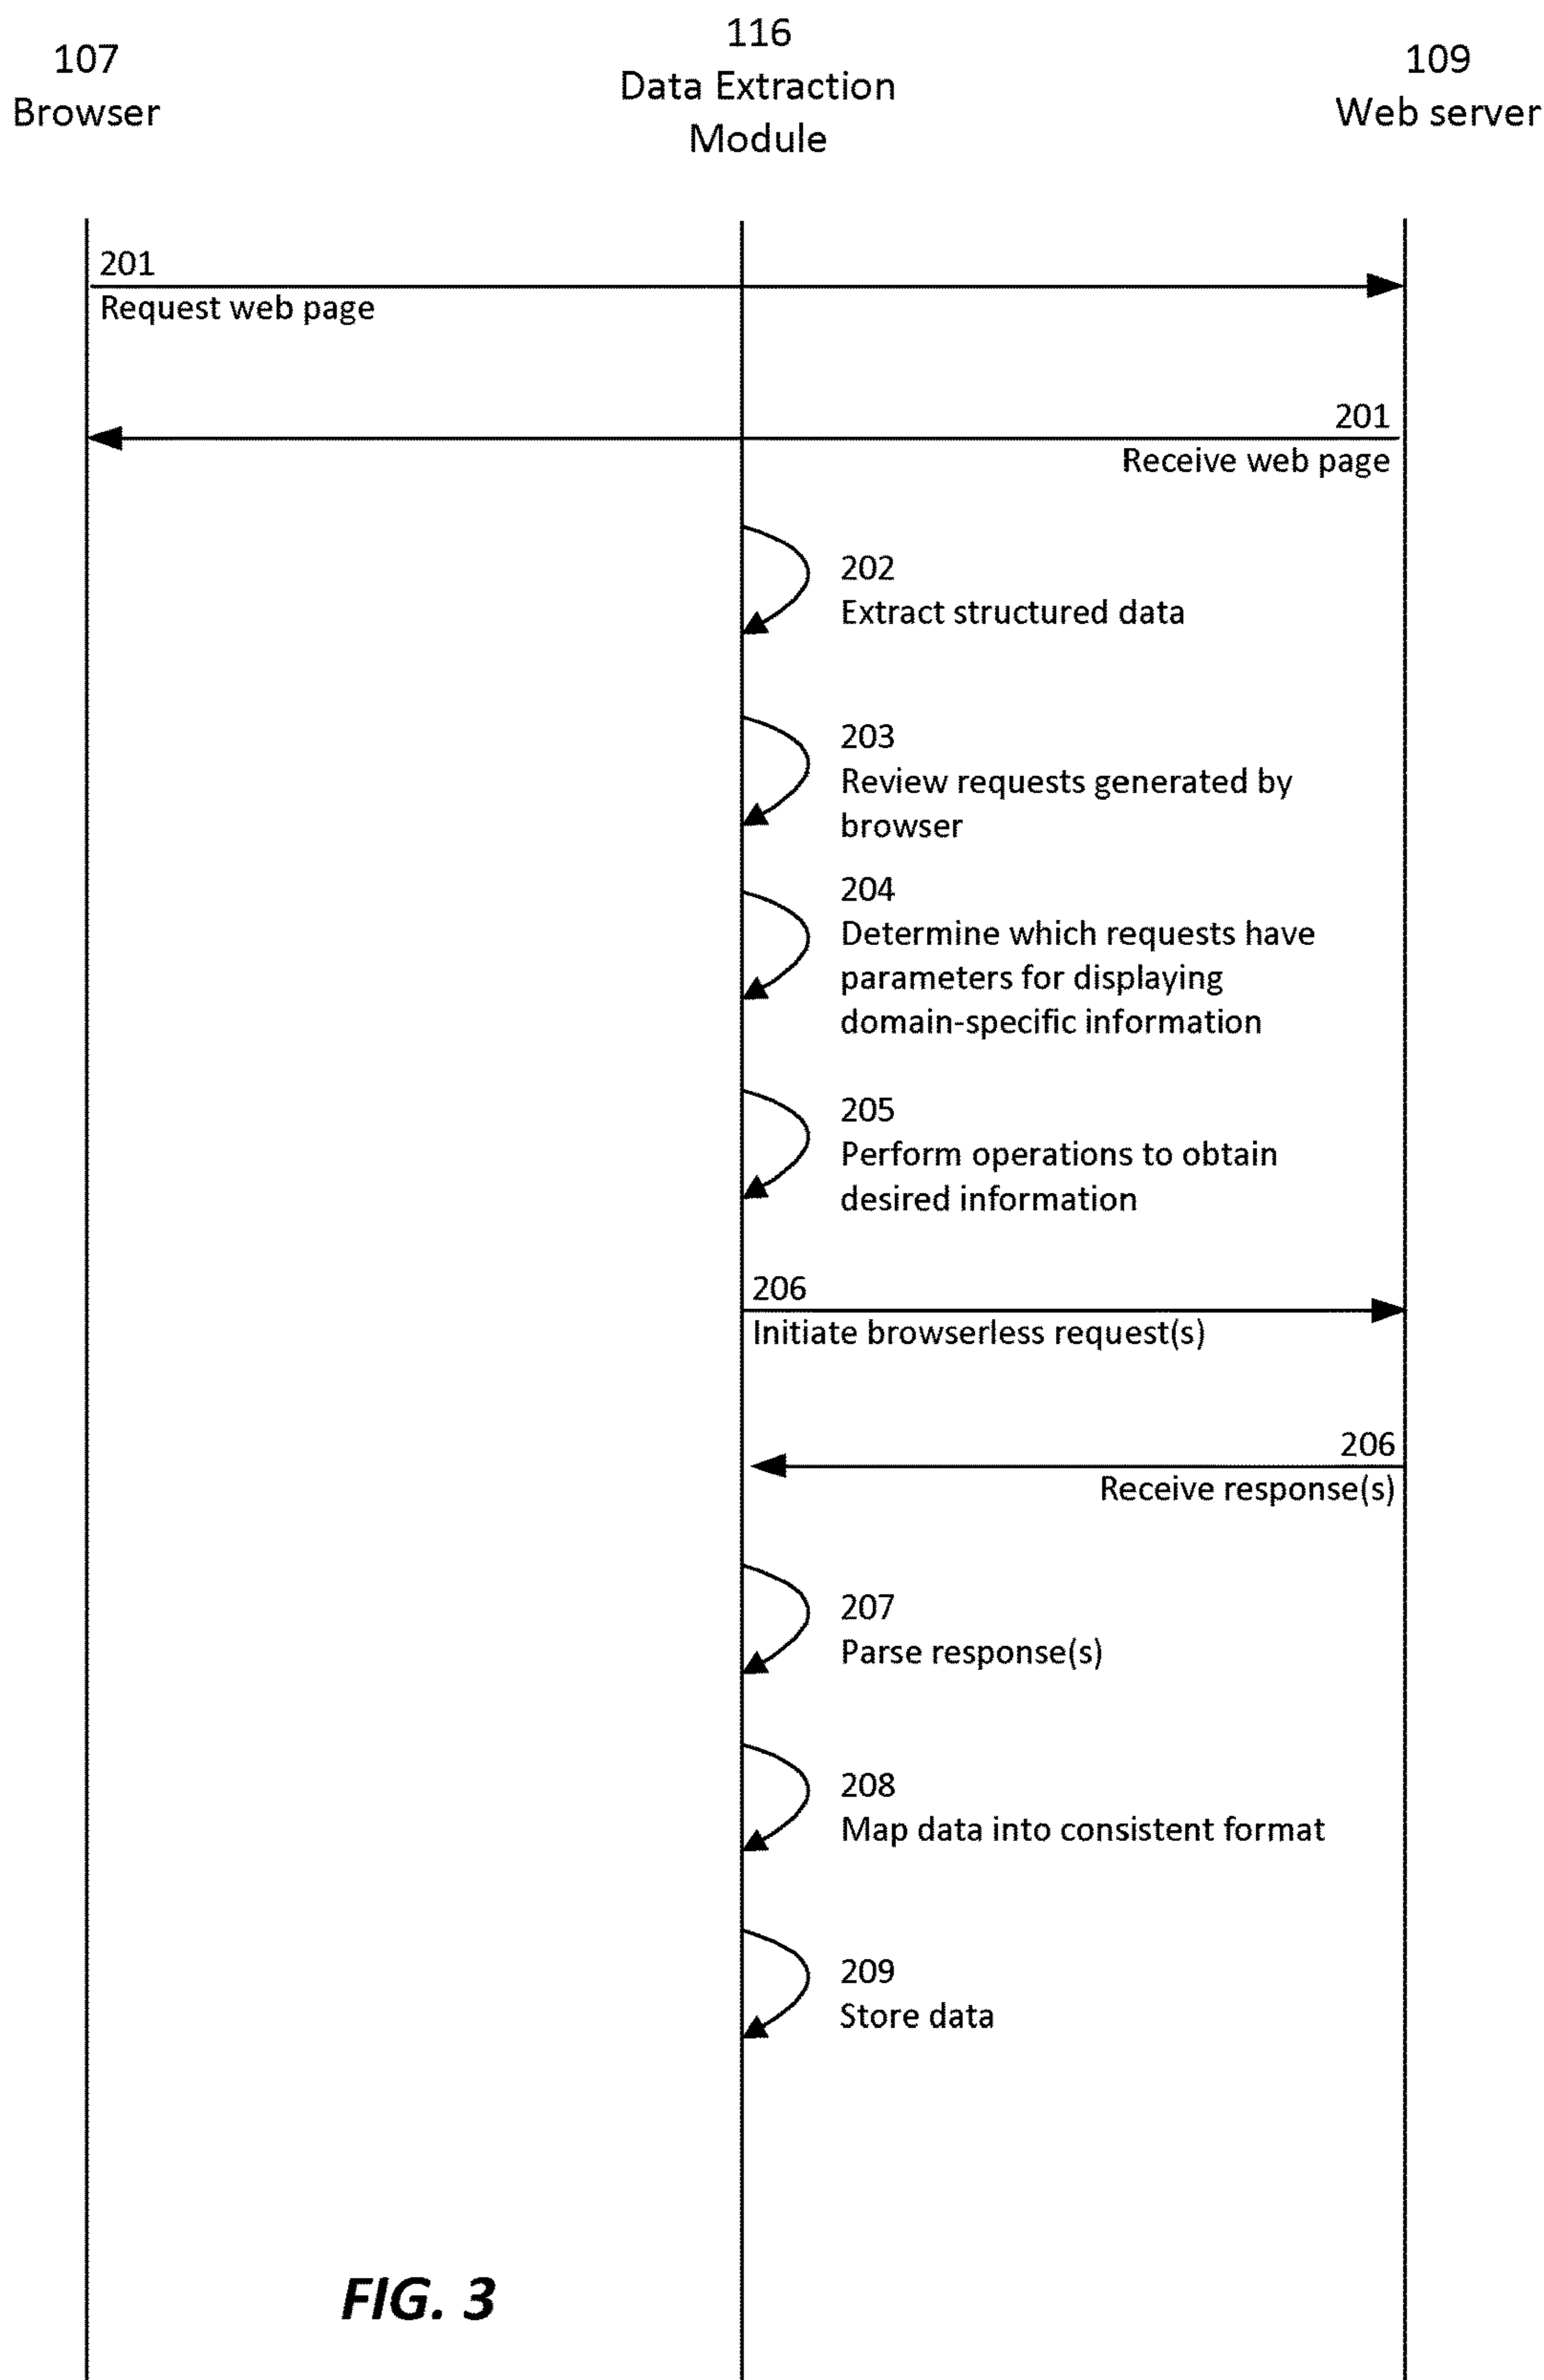 107
Browser
116
Data Extraction
Module
109
Web server
201
Request web page
201
Receive web page
202
Extract structured data
203
Review requests generated by
browser
204
Determine which requests have
parameters for displaying
domain-specific information
205
Perform operations to obtain
desired information
206
Initiate browserless request(s)
206
Receive response(s)
207
Parse response(s)
208
Map data into consistent format
209
Store data
FIG. 3